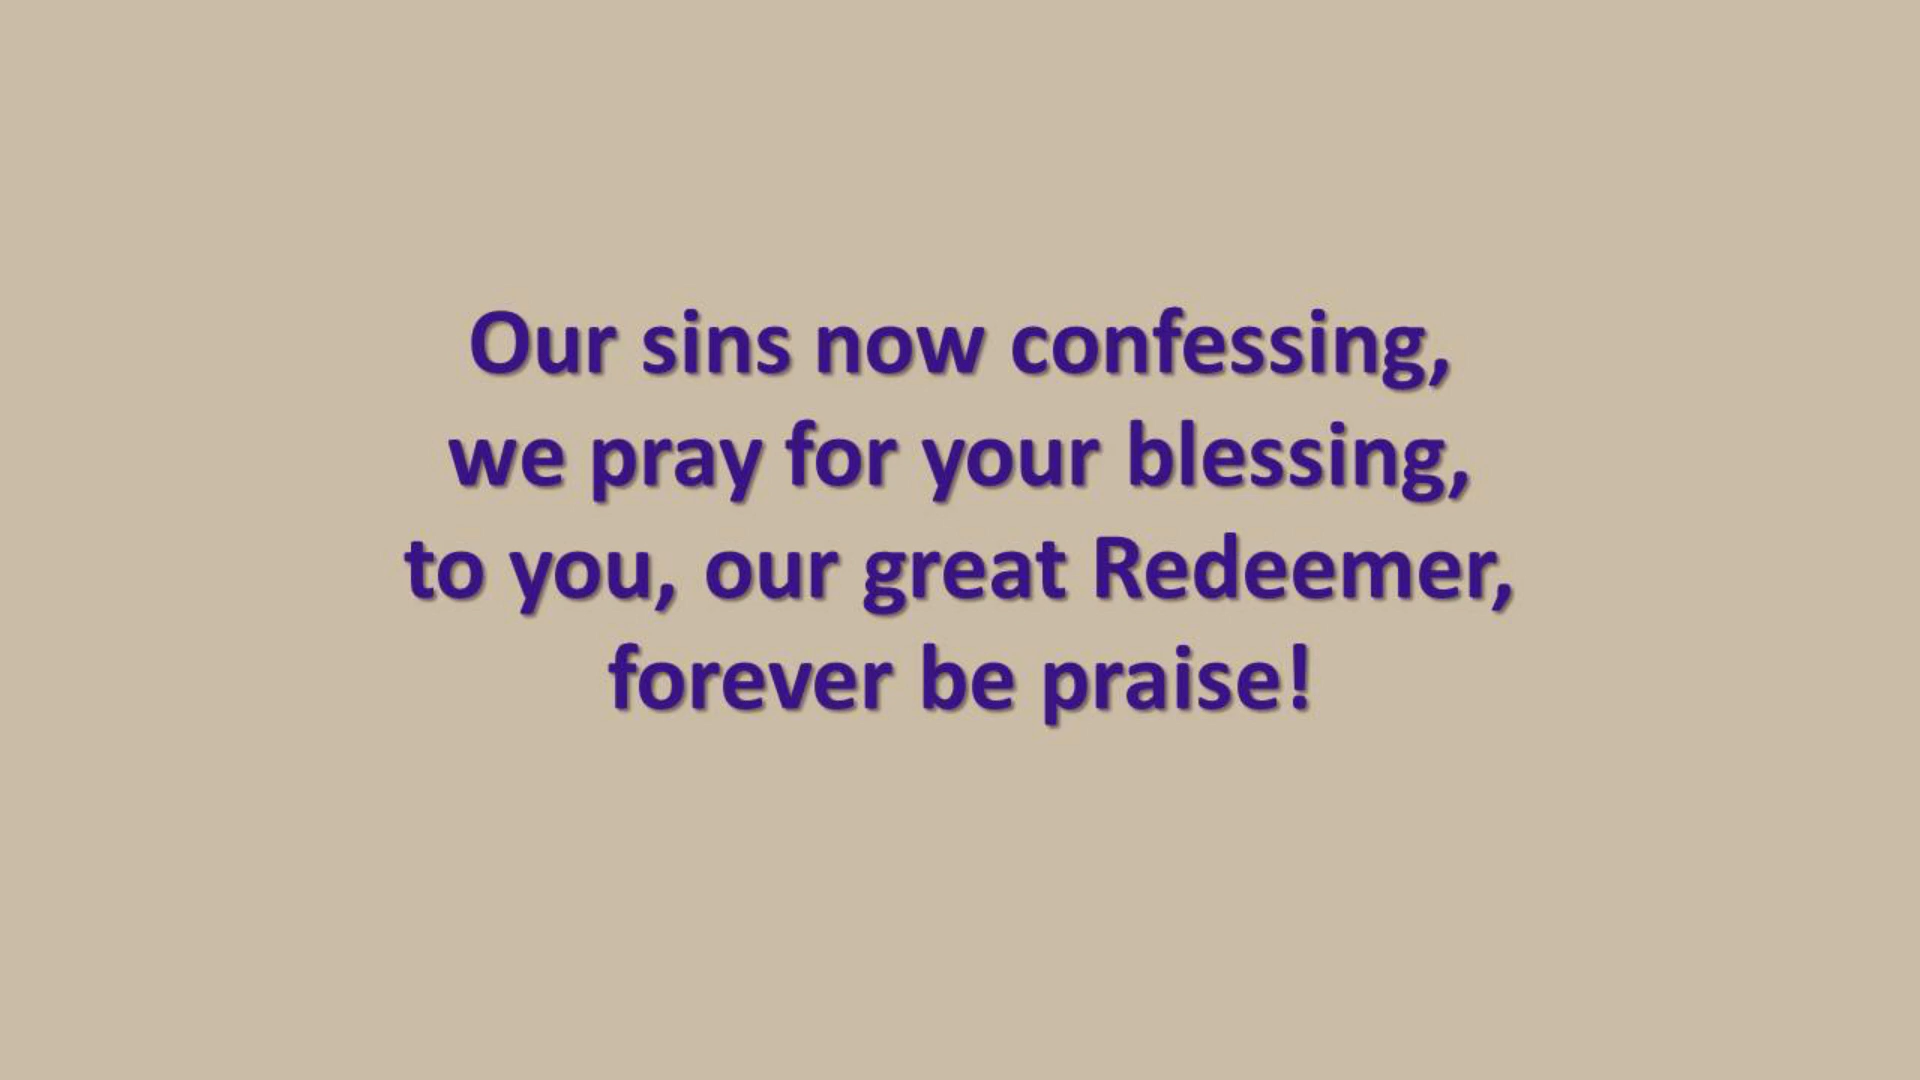 Our sins now confessing,
we pray for your blessing,
to you, our great Redeemer,
forever be praise!